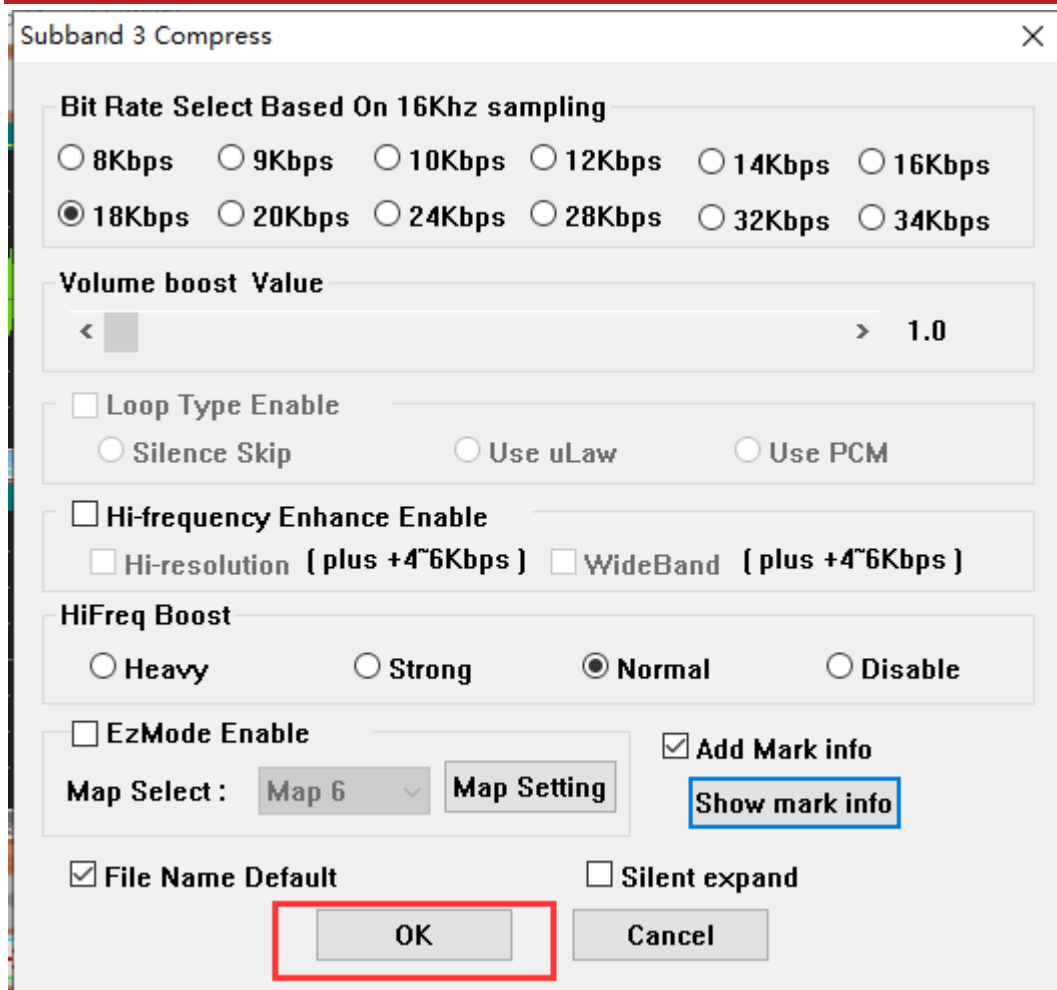 Subband 3 Compress
Bit Rate Select Based On 16Khz sampling
8Kbps 9Kbps 10Kbps 12Kbps 14Kbps 16Kbps
18Kbps 20Kbps 24Kbps 28Kbps 32Kbps 34Kbps
Volume boost Value
< > 1.0
Loop Type Enable
Silence Skip Use uLaw Use PCM
Hi-frequency Enhance Enable
Hi-resolution ( plus +4~6Kbps ) WideBand ( plus +4~6Kbps )
HiFreq Boost
Heavy Strong Normal Disable
EzMode Enable
Add Mark info
Map Select : Map 6 Map Setting
Show mark info
File Name Default Silent expand
OK Cancel